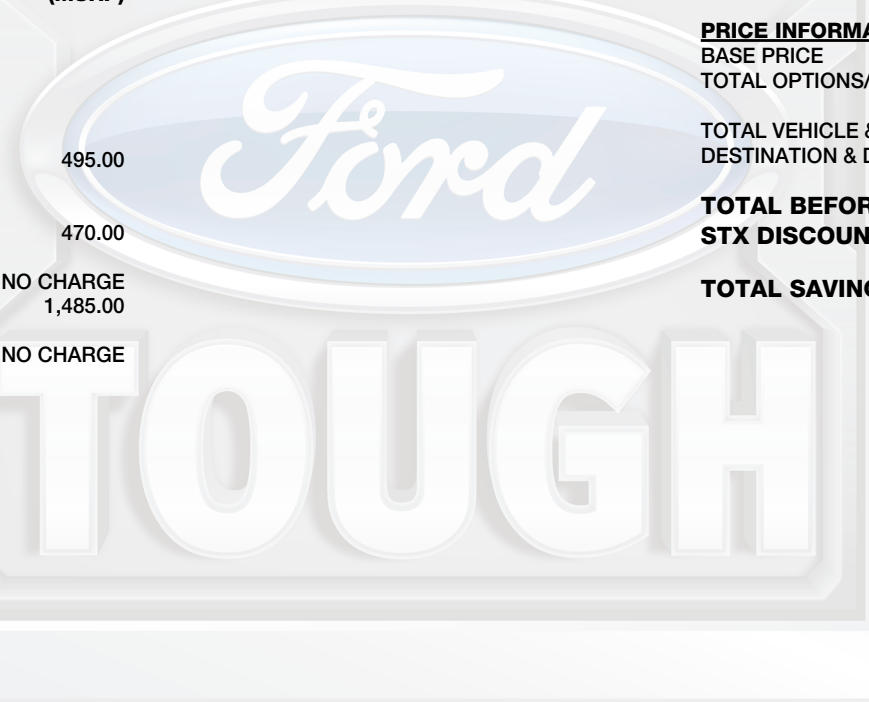 (MSRP)
495.00
470.00
NO CHARGE
1,485.00
NO CHARGE
PRICE INFORMA
BASE PRICE
TOTAL OPTIONS/
TOTAL VEHICLE &
DESTINATION & D
TOTAL BEFOR
STX DISCOUN
TOTAL SAVING
Ford
TOUGH